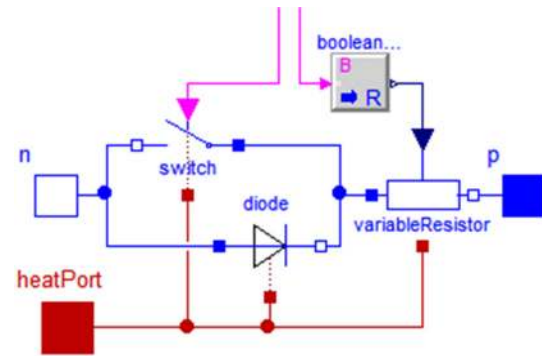 boolean...
B
R
n
switch
p
diode
variableResistor
heatPort